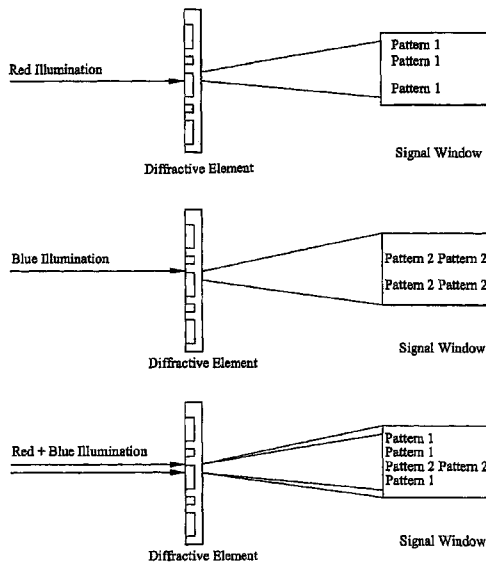 Pattern 1
Pattern 1
Red Illumination
Pattern 1
Signal Window
Diffractive Element
Blue Illumination
Pattern 2 Pattern 2
Pattern 2 Pattern 2
Signal Window
Diffractive Element
Pattern 1
Red + Blue Illumination
Pattern 1
Pattern 2 Pattern 2
Pattern 1
Signal Window
Diffractive Element